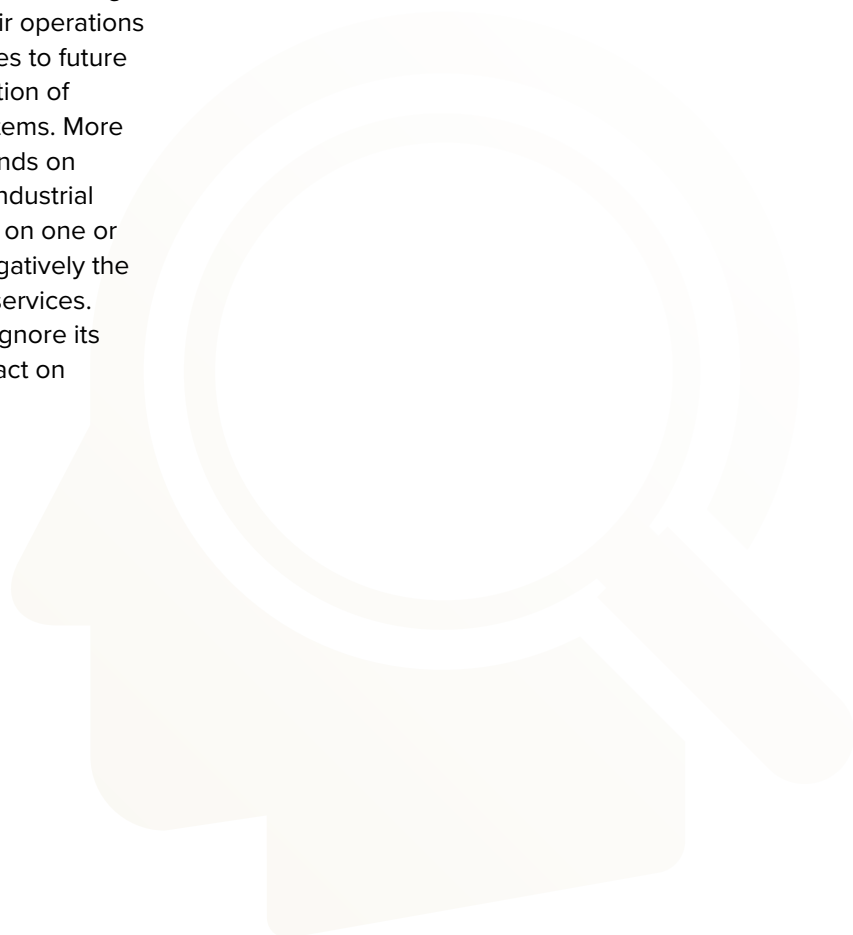 ir operations
es to future
tion of
tems. More
nds on
ndustrial
on one or
gatively the
services.
gnore its
act on